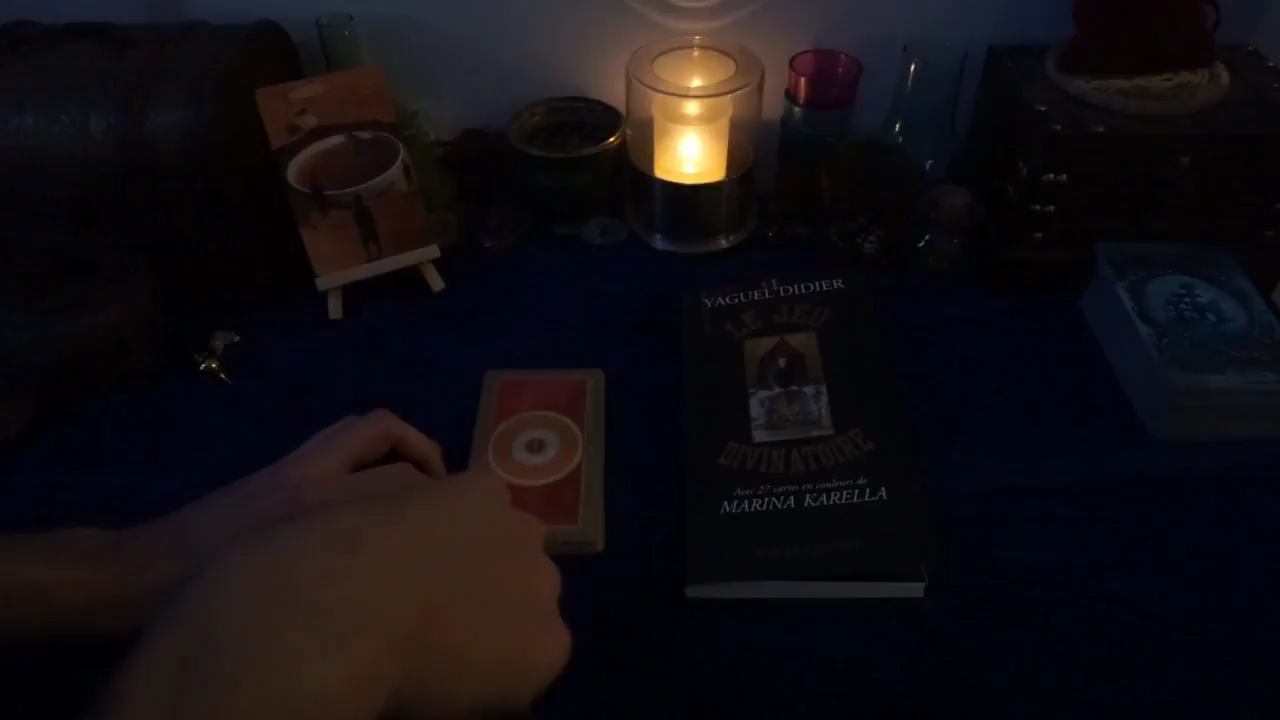 YAGUEL DIDIER
LE JEU
DIVINATOIRE
Avec 27 cartes en couleurs de
MARINA KARELLA